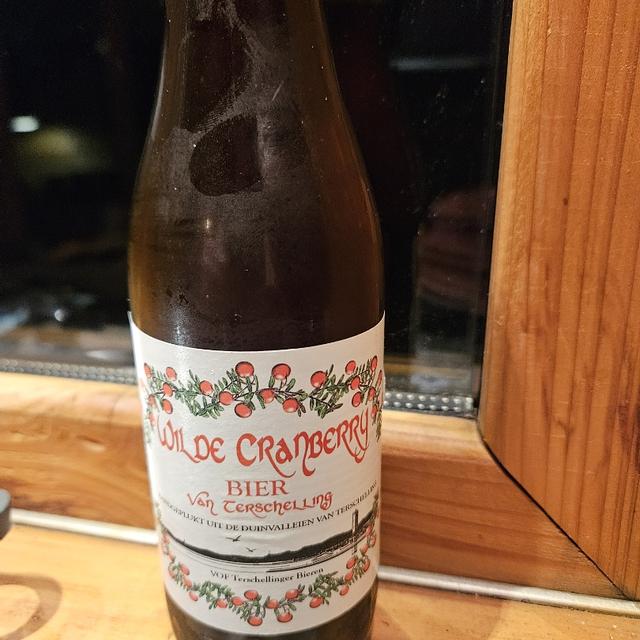 WILDE CRANBERRY
BIER
Van Terschelling
UIT DE DUINVALLEIEN VAN TERSCHELLING
VOF Terschellinger Bieren